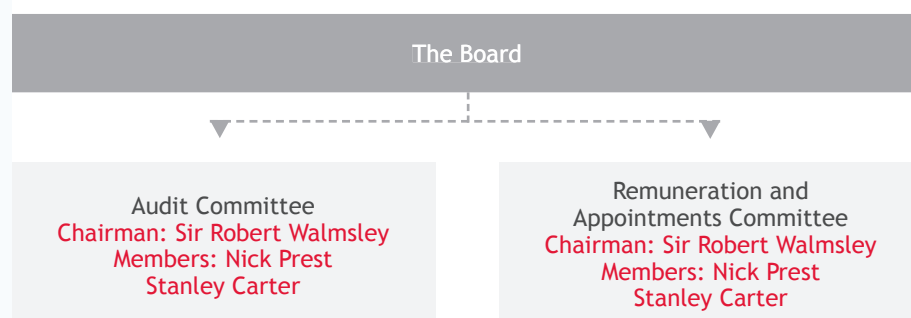 The Board
Audit Committee
Chairman: Sir Robert Walmsley
Members: Nick Prest
Stanley Carter
Remuneration and
Appointments Committee
Chairman: Sir Robert Walmsley
Members: Nick Prest
Stanley Carter